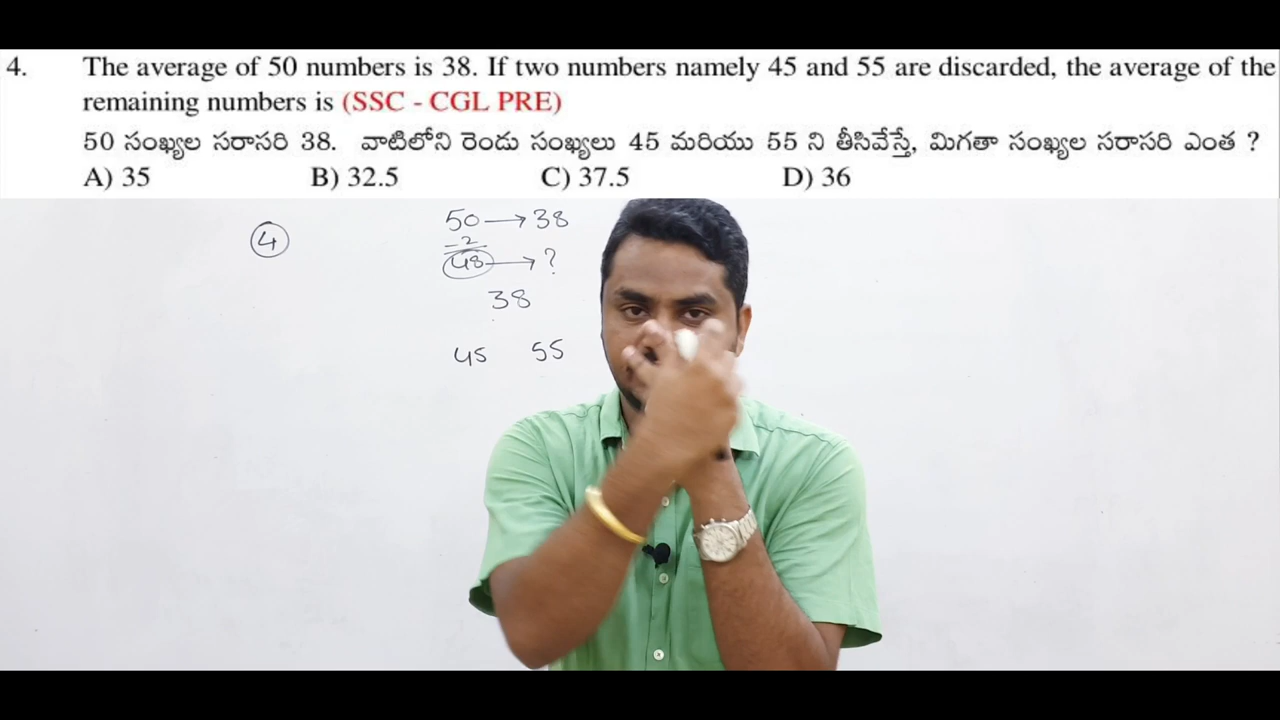 4. The average of 50 numbers is 38. If two numbers namely 45 and 55 are discarded, the average of the
remaining numbers is (SSC - CGL PRE)
50 సంఖ్యల సరాసరి 38. వాటిలోని రెండు సంఖ్యలు 45 మరియు 55 ని తీసివేస్తే, మిగతా సంఖ్యల సరాసరి ఎంత ?
A) 35 B) 32.5 C) 37.5 D) 36
4
50 → 38
-2
48 → ?
38
45 55